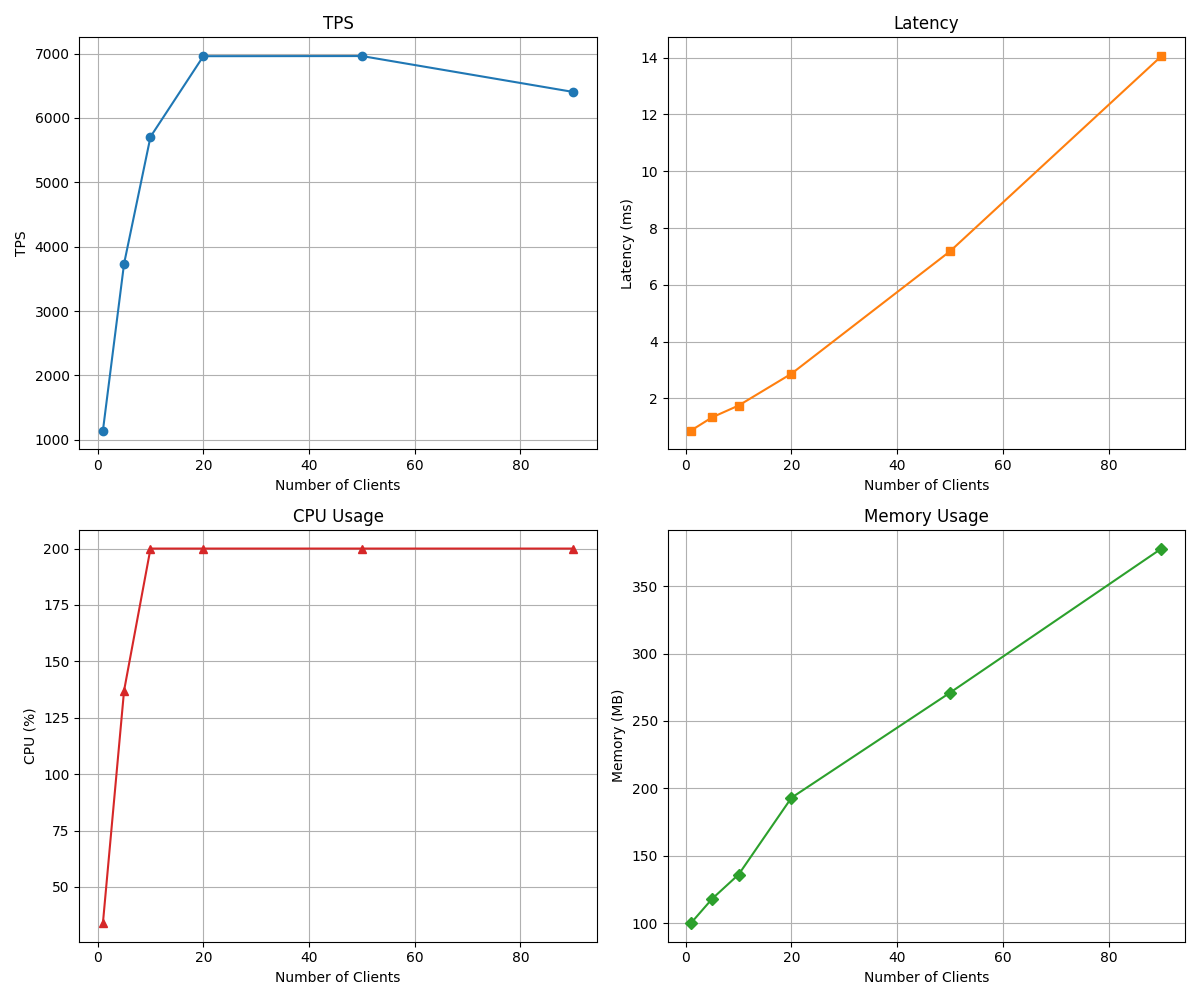 TPS
7000
6000
5000
4000
3000
2000
1000
TPS
0 20 40 60 80
Number of Clients
Latency
14
12
10
8
6
4
2
Latency (ms)
0 20 40 60 80
Number of Clients
CPU Usage
200
175
150
125
100
75
50
CPU (%)
0 20 40 60 80
Number of Clients
Memory Usage
350
300
250
200
150
100
Memory (MB)
0 20 40 60 80
Number of Clients